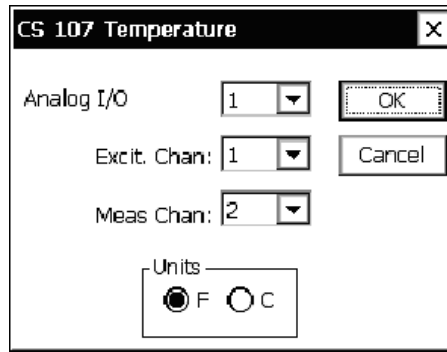 CS 107 Temperature
Analog I/O 1 OK
Excit. Chan: 1 Cancel
Meas Chan: 2
Units
F C